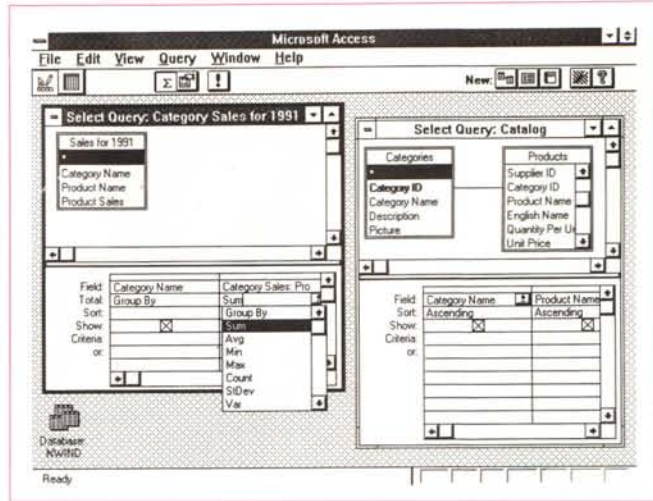 Microsoft Access
File Edit View Query Window Help
New:
Select Query: Category Sales for 1991
Sales for 1991
*
Category Name
Product Name
Product Sales
Field: Category Name Category Sales: Pro
Total: Group By Sum
Sort:
Show:
Criteria:
or:
Group By
Sum
Avg
Min
Max
Count
StDev
Var
Select Query: Catalog
Categories
*
Category ID
Category Name
Description
Picture
Products
Supplier ID
Category ID
Product Name
English Name
Quantity Per Un
Unit Price
Field: Category Name Product Name
Sort: Ascending Ascending
Show:
Criteria:
or:
Database:
NWIND
Ready